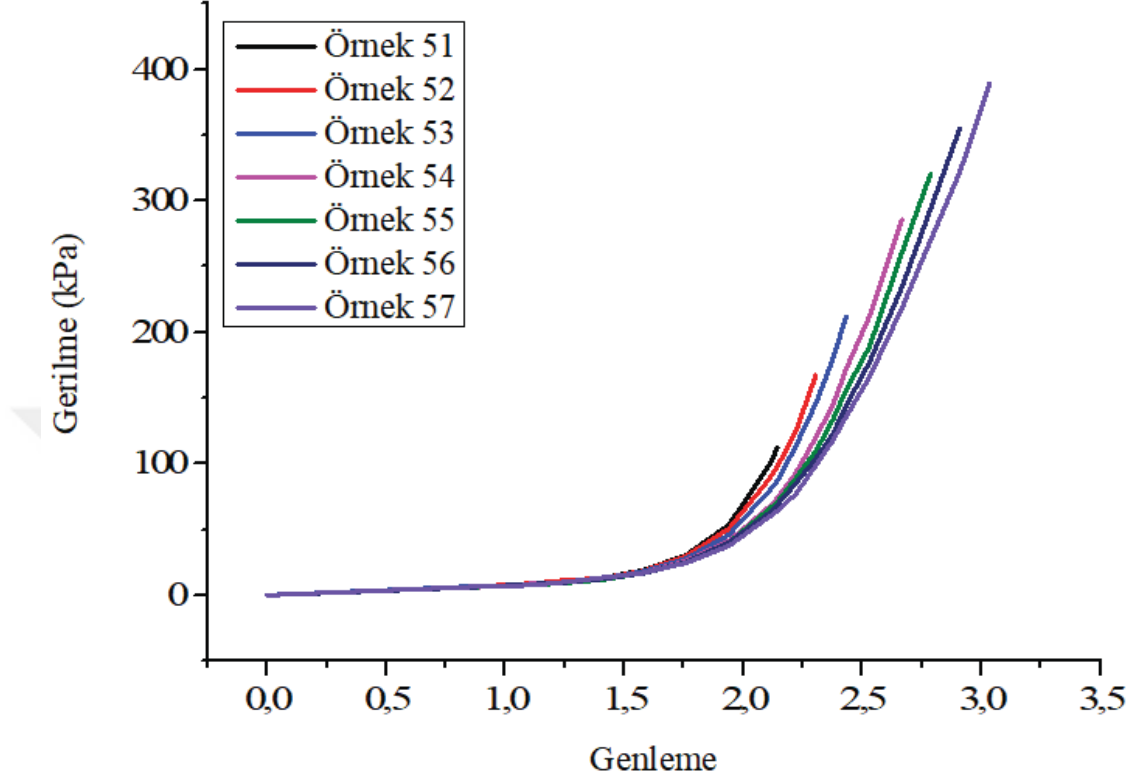 Örnek 51
Örnek 52
Örnek 53
Örnek 54
Örnek 55
Örnek 56
Örnek 57
400
300
200
100
0
Gerilme (kPa)
0,0 0,5 1,0 1,5 2,0 2,5 3,0 3,5
Genleme